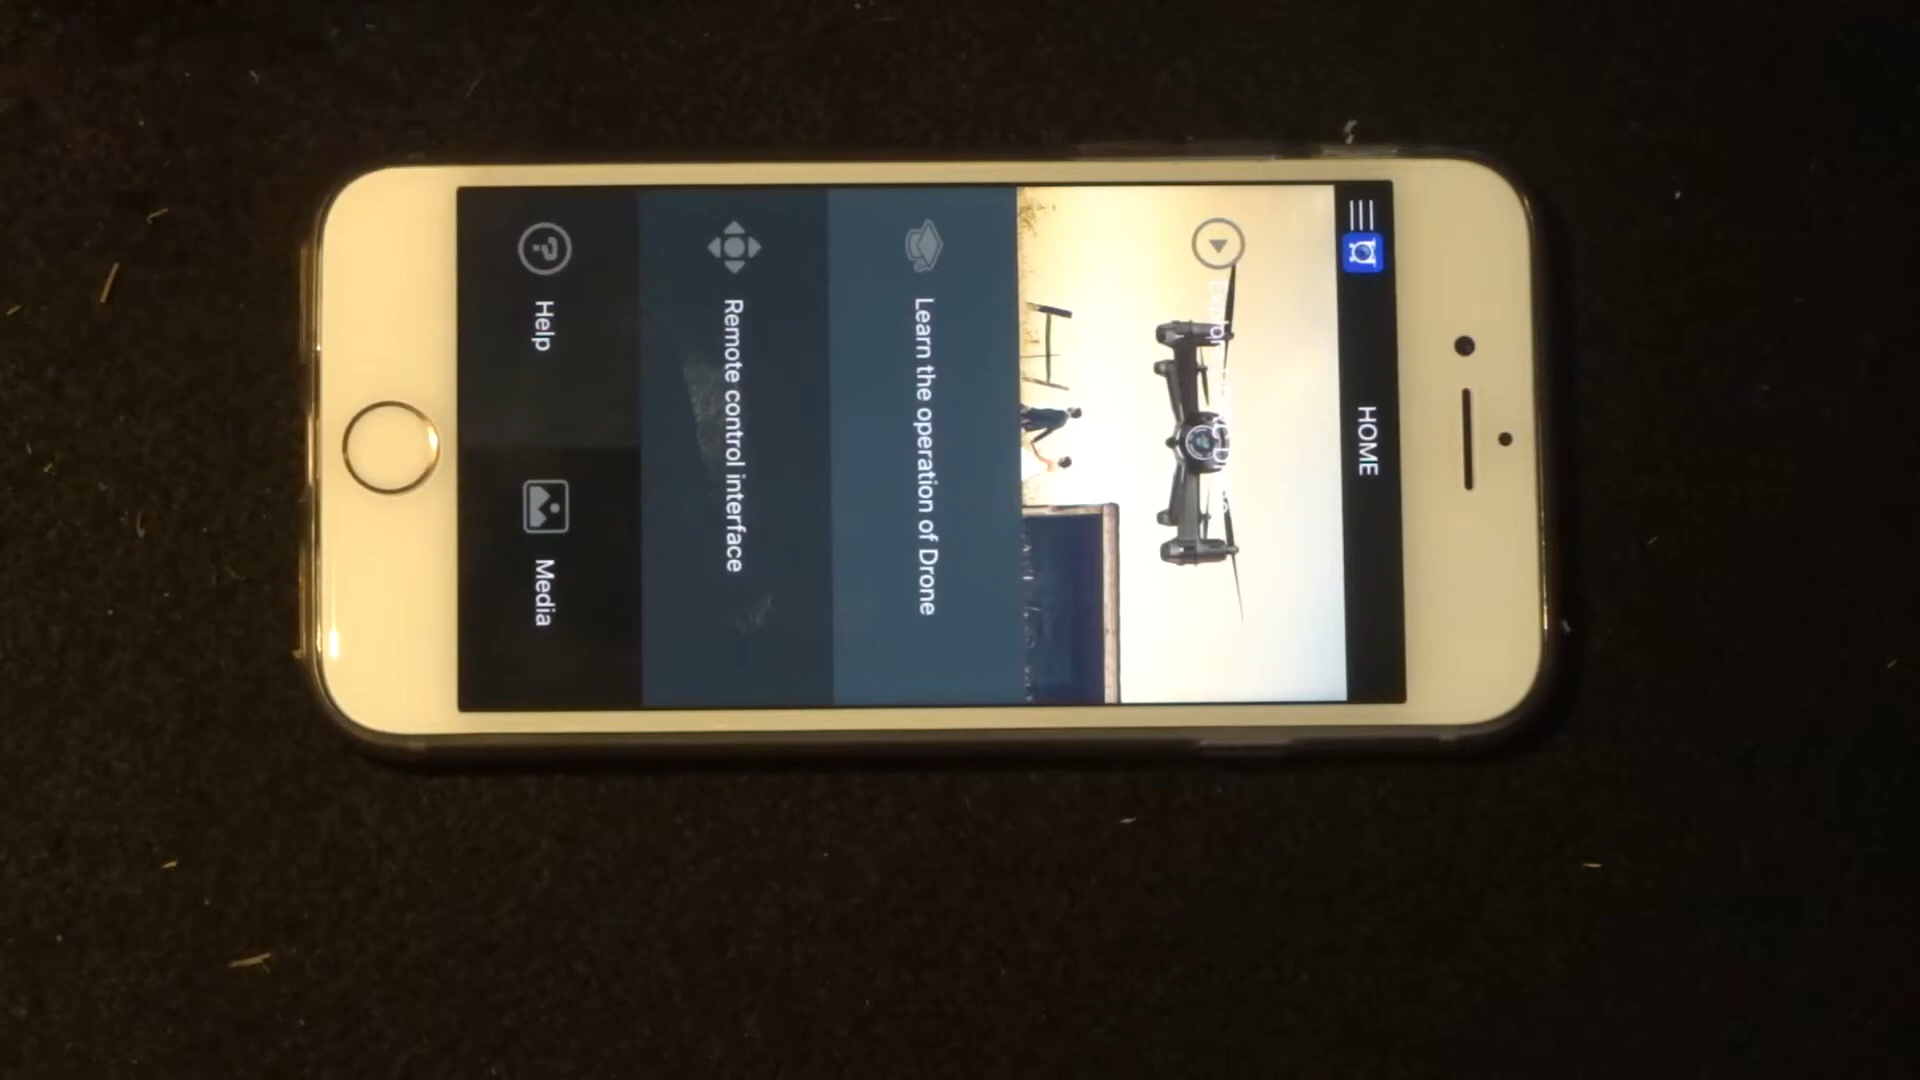 HOME
Learn the operation of Drone
Remote control interface
Help
Media